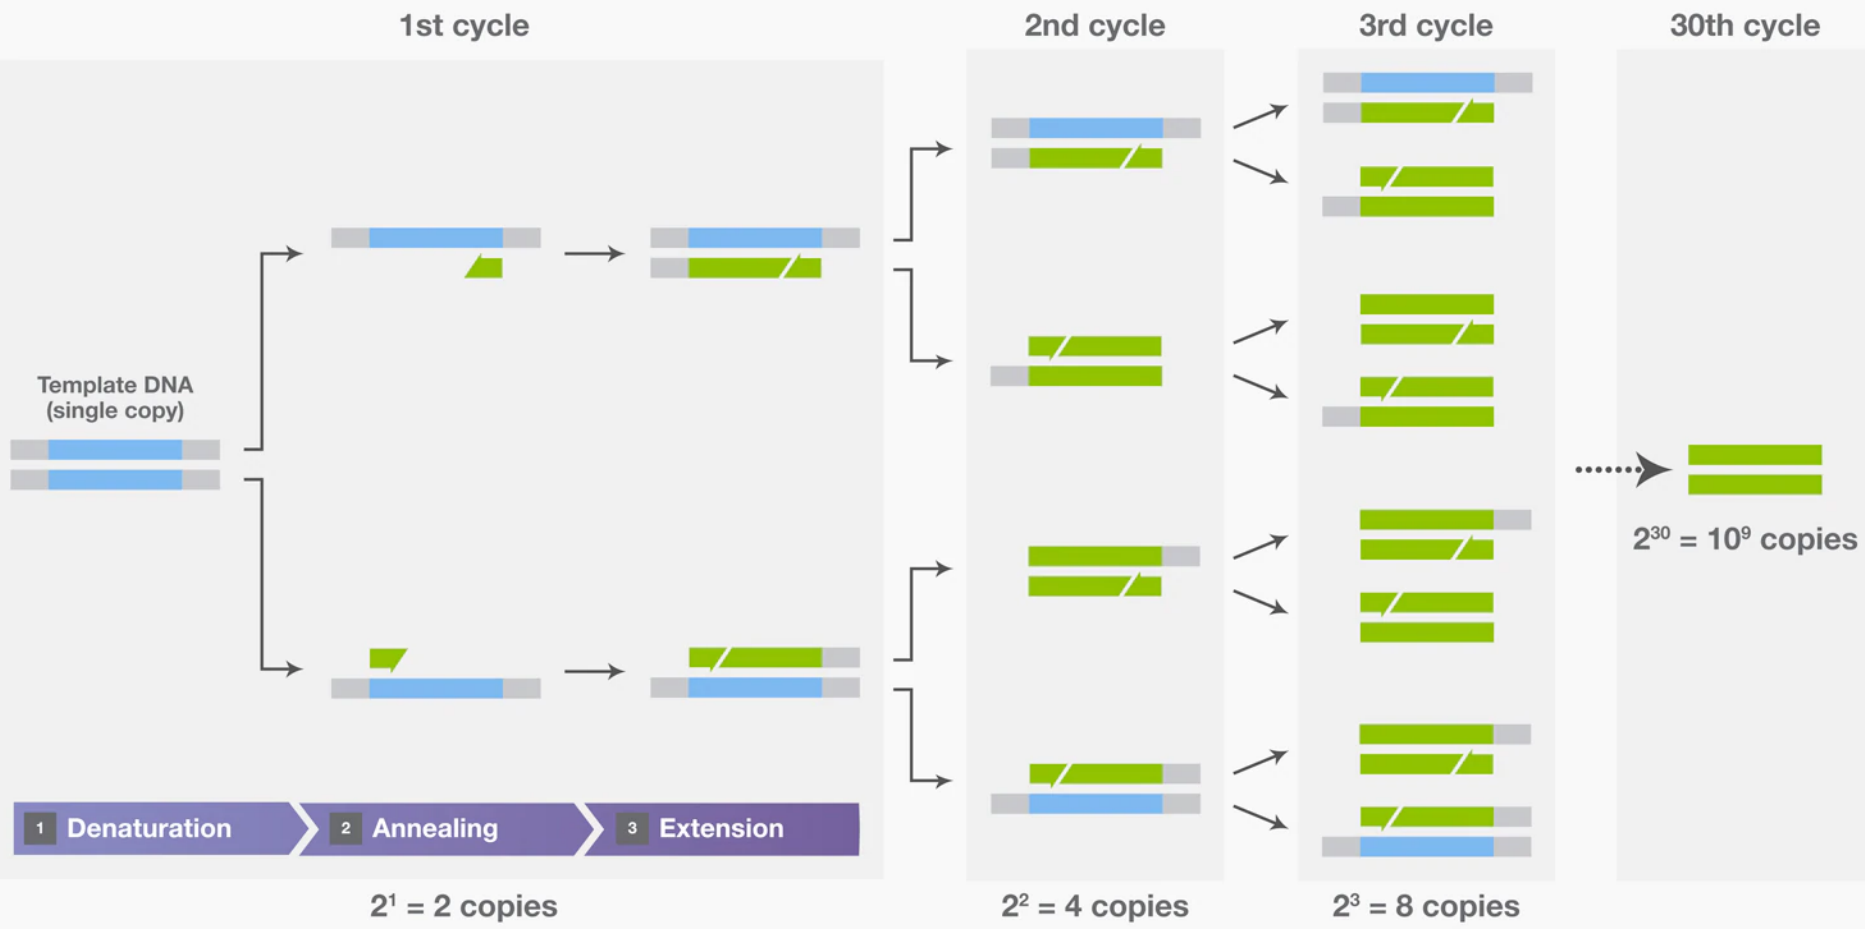 1st cycle
2nd cycle
3rd cycle
30th cycle
Template DNA
(single copy)
2³⁰ = 10⁹ copies
1 Denaturation
2 Annealing
3 Extension
2¹ = 2 copies
2² = 4 copies
2³ = 8 copies